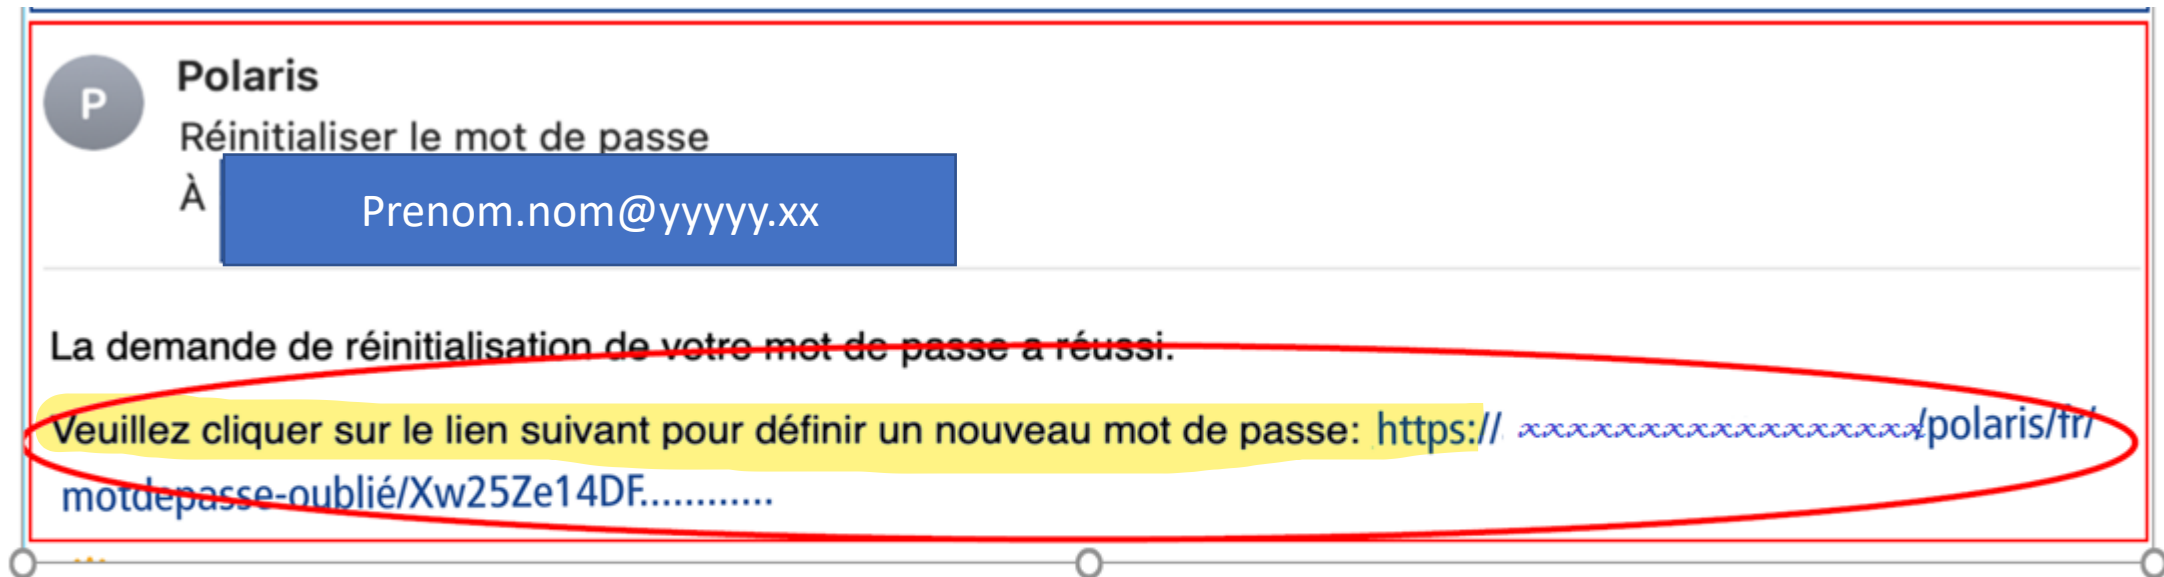 P
Polaris
Réinitialiser le mot de passe
À Prenom.nom@yyyyy.xx
La demande de réinitialisation de votre mot de passe a réussi.
Veuillez cliquer sur le lien suivant pour définir un nouveau mot de passe: https:// xxxxxxxxxxxxxxxxx/polaris/fr/
motdepasse-oublié/Xw25Ze14DF............